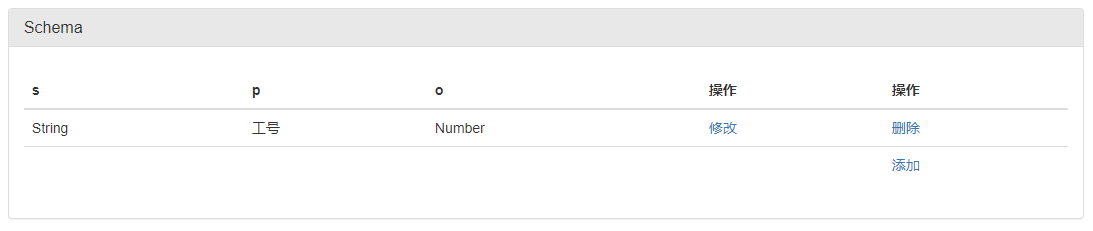 Schema
s p o 操作 操作
String 工号 Number 修改 删除
添加